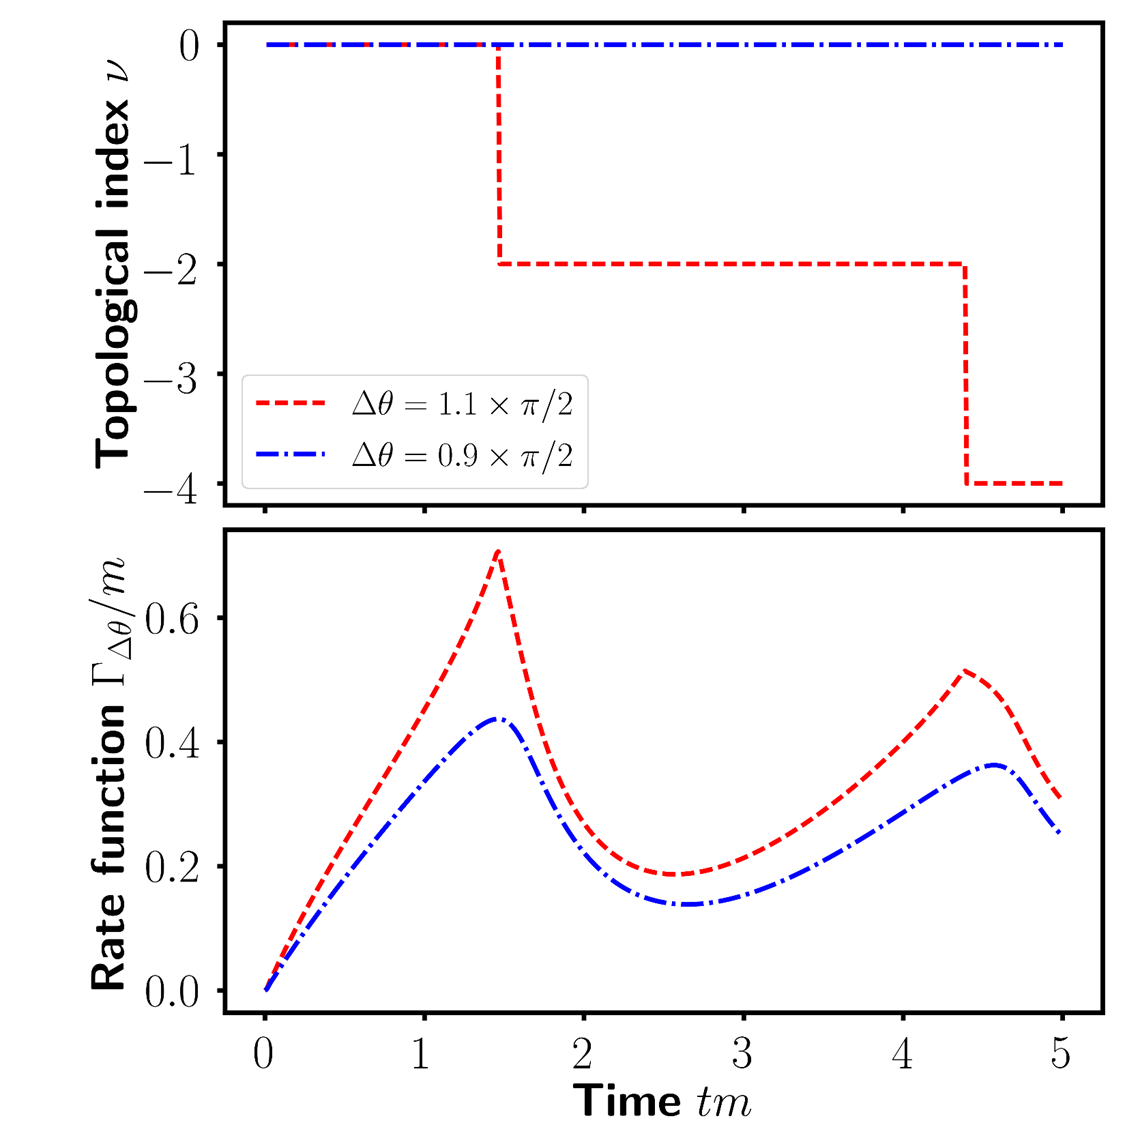 Topological index ν
0
−1
−2
−3
−4
Δθ = 1.1 × π/2
Δθ = 0.9 × π/2
Rate function Γ_Δθ/m
0.6
0.4
0.2
0.0
0 1 2 3 4 5
Time tm